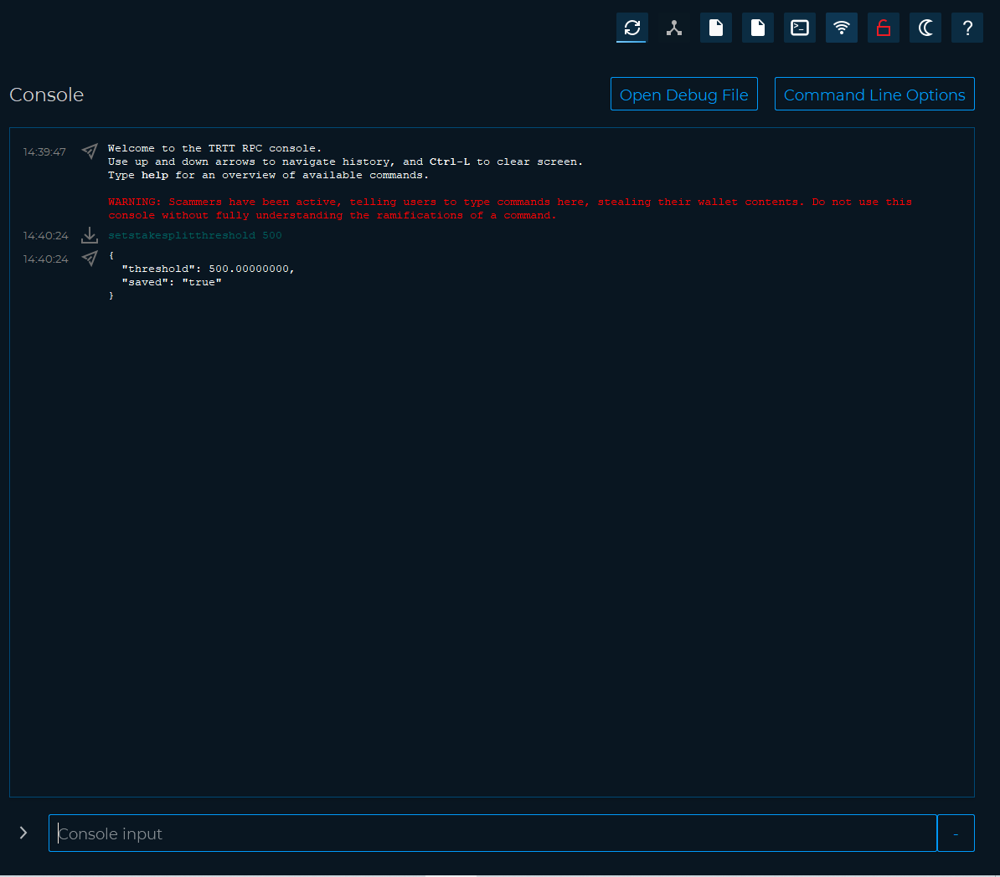 ?
Console
Open Debug File
Command Line Options
14:39:47
Welcome to the TRTT RPC console.
Use up and down arrows to navigate history, and Ctrl-L to clear screen.
Type help for an overview of available commands.
WARNING: Scammers have been active, telling users to type commands here, stealing their wallet contents. Do not use this
console without fully understanding the ramifications of a command.
14:40:24
setstakesplitthreshold 500
14:40:24
{
"threshold": 500.00000000,
"saved": "true"
}
Console input
-